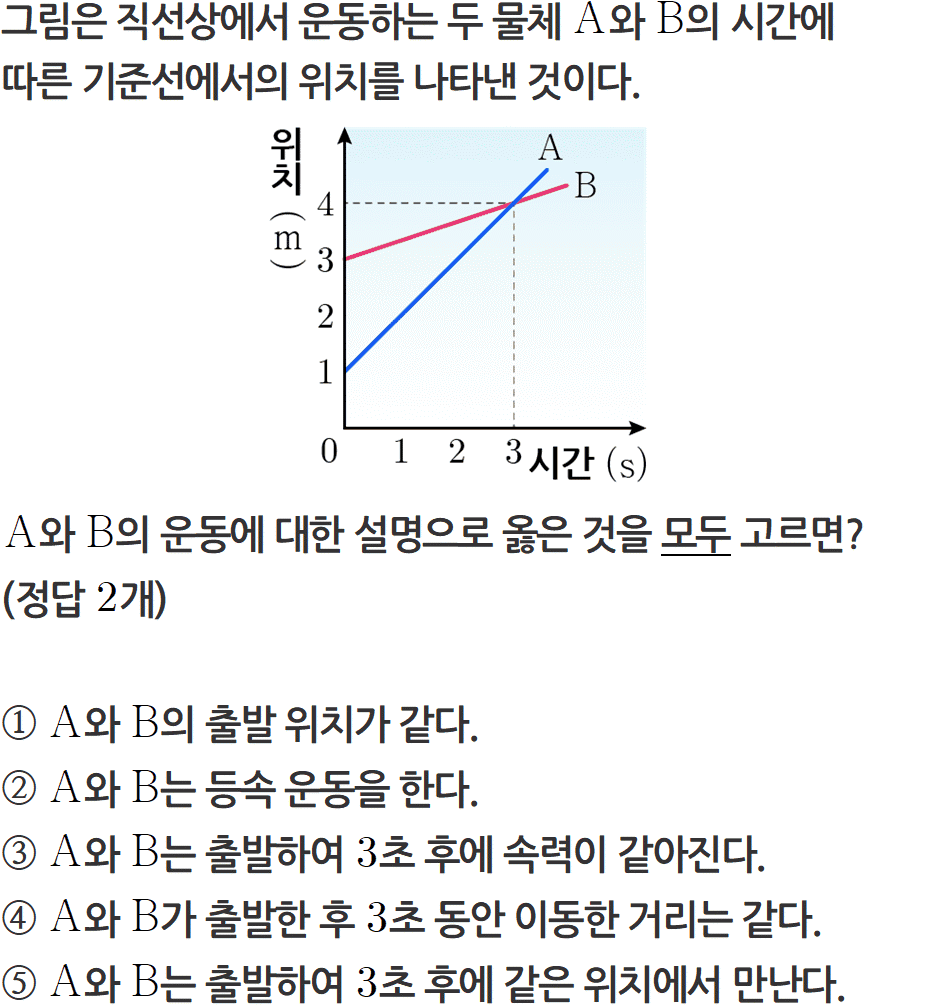 그림은 직선상에서 운동하는 두 물체 A와 B의 시간에
따른 기준선에서의 위치를 나타낸 것이다.
위치(m)
A
B
4
3
2
1
0 1 2 3 시간 (s)
A와 B의 운동에 대한 설명으로 옳은 것을 모두 고르면?
(정답 2개)
① A와 B의 출발 위치가 같다.
② A와 B는 등속 운동을 한다.
③ A와 B는 출발하여 3초 후에 속력이 같아진다.
④ A와 B가 출발한 후 3초 동안 이동한 거리는 같다.
⑤ A와 B는 출발하여 3초 후에 같은 위치에서 만난다.